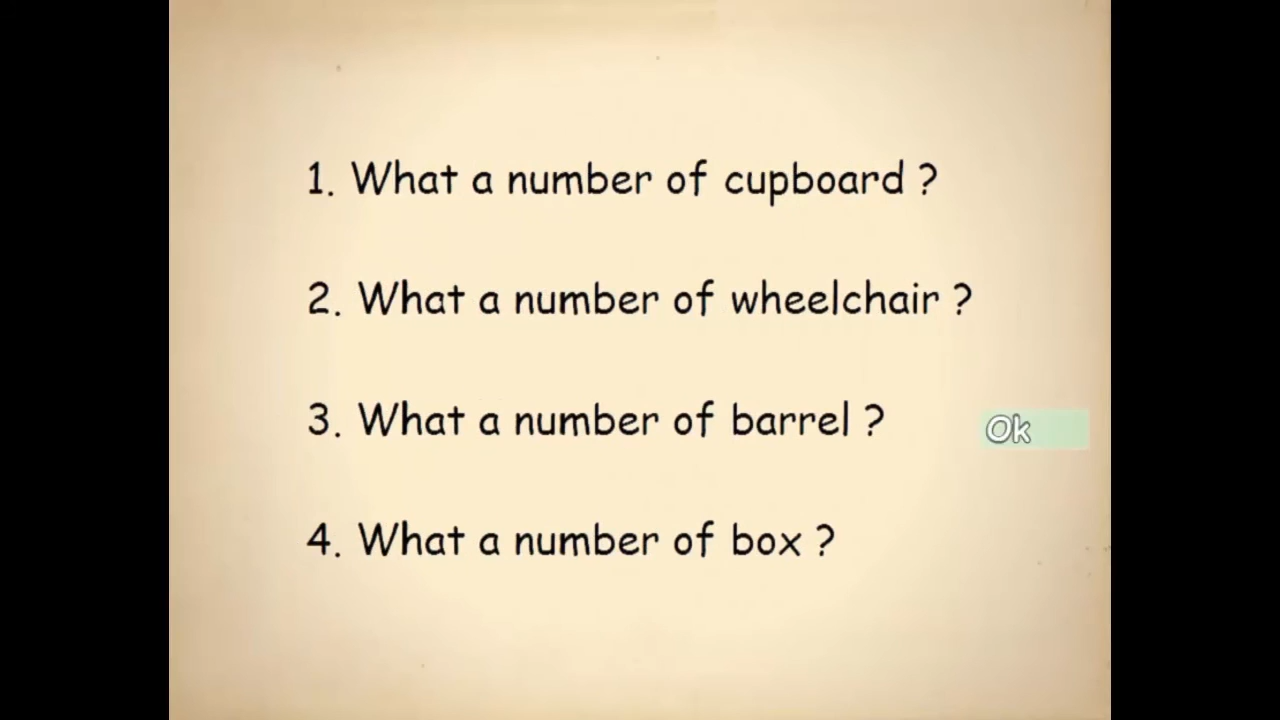 1. What a number of cupboard ?
2. What a number of wheelchair ?
3. What a number of barrel ?
Ok
4. What a number of box ?